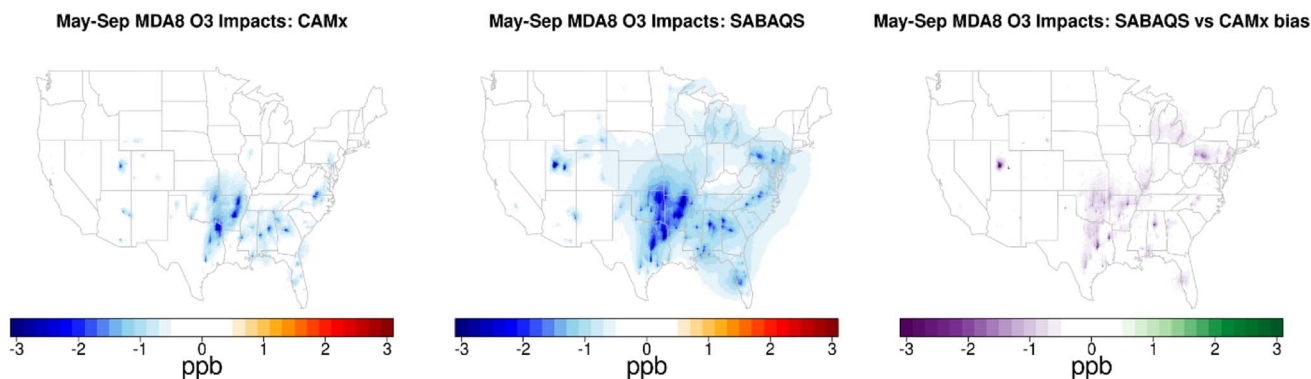 May-Sep MDA8 O3 Impacts: CAMx
-3 -2 -1 0 1 2 3
ppb
May-Sep MDA8 O3 Impacts: SABAQS
-3 -2 -1 0 1 2 3
ppb
May-Sep MDA8 O3 Impacts: SABAQS vs CAMx bias
-3 -2 -1 0 1 2 3
ppb